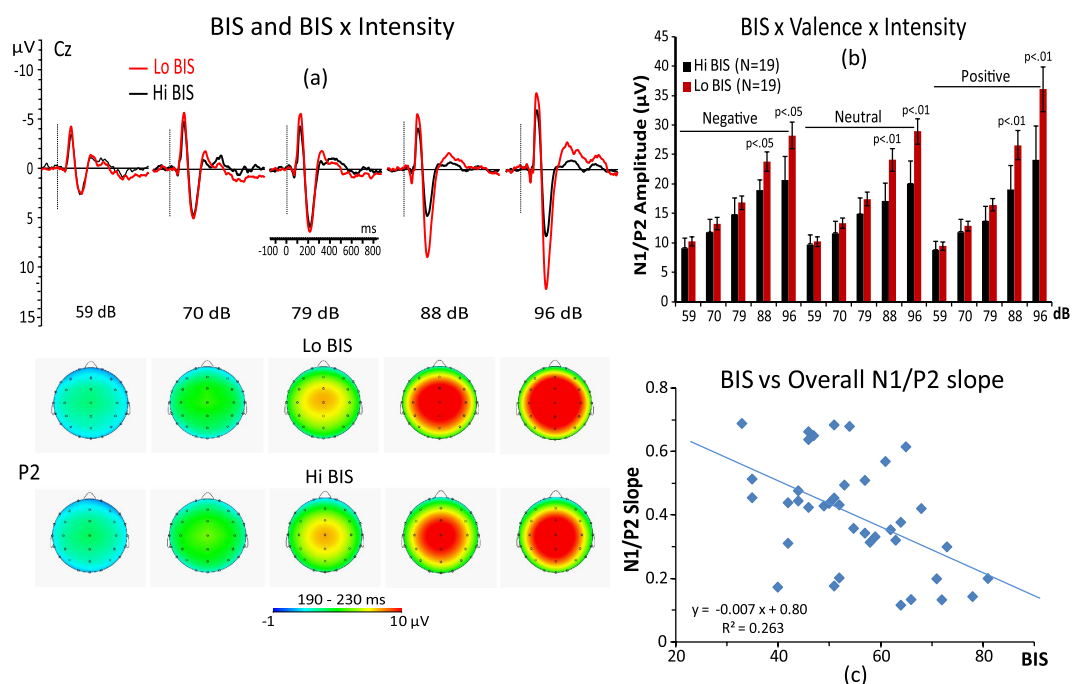 BIS and BIS x Intensity
µV
Cz
-10
-5
0
5
10
15
Lo BIS
Hi BIS
(a)
ms
-100 0 200 400 600 800
59 dB
70 dB
79 dB
88 dB
96 dB
Lo BIS
P2
Hi BIS
190 - 230 ms
-1
10 µV
BIS x Valence x Intensity
(b)
N1/P2 Amplitude (µV)
45
40
35
30
25
20
15
10
5
0
Hi BIS (N=19)
Lo BIS (N=19)
Negative
Neutral
Positive
p<.05
p<.05
p<.01
p<.01
p<.01
p<.01
59 70 79 88 96 59 70 79 88 96 59 70 79 88 96 dB
BIS vs Overall N1/P2 slope
N1/P2 Slope
0.8
0.6
0.4
0.2
0
y = -0.007 x + 0.80
R² = 0.263
20 40 60 80 BIS
(c)